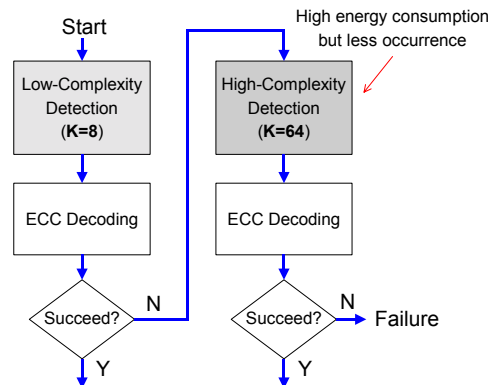 Start
Low-Complexity
Detection
(K=8)
ECC Decoding
Succeed?
N
Y
High energy consumption
but less occurrence
High-Complexity
Detection
(K=64)
ECC Decoding
Succeed?
N
Failure
Y